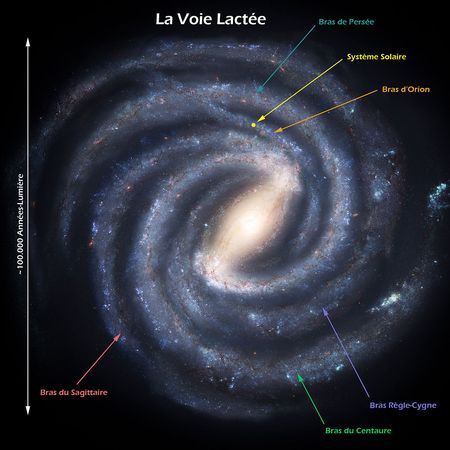 La Voie Lactée
Bras de Persée
Système Solaire
Bras d'Orion
~100.000 Années-Lumière
Bras du Sagittaire
Bras Règle-Cygne
Bras du Centaure